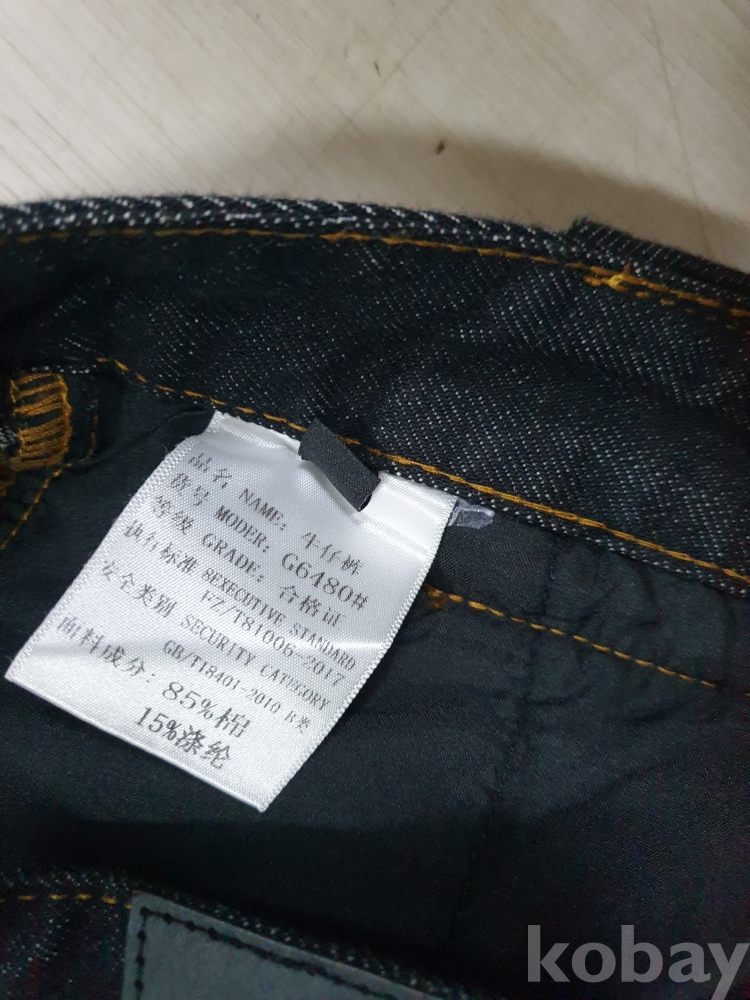 品名 NAME: 牛仔裤
款号 MODER: G6480#
等级 GRADE: 合格证
执行标准 8EXECUTIVE STANDARD
FZ/T81006-2017
安全类别 SECURITY CATEGORY
GB/T18401-2010 B类
面料成分: 85%棉
15%涤纶
kobay